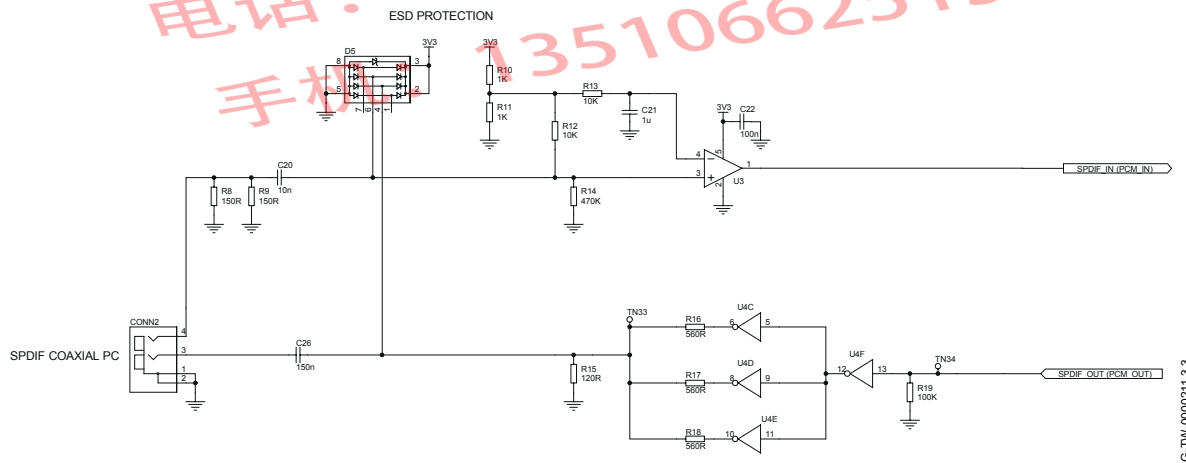 电话：
手机：13510662515
ESD PROTECTION
D5
3V3
8
3
5
2
7
6
4
1
3V3
R10
1K
R11
1K
R12
10K
R13
10K
C21
1u
3V3
C22
100n
4
5
1
3
2
U3
SPDIF_IN (PCM_IN)
C20
10n
R8
150R
R9
150R
R14
470K
CONN2
4
SPDIF COAXIAL PC
3
1
2
C26
150n
R15
120R
TN33
R16
560R
6
U4C
5
R17
560R
8
U4D
9
R18
560R
10
U4E
11
U4F
12
13
TN34
R19
100K
SPDIF_OUT (PCM_OUT)